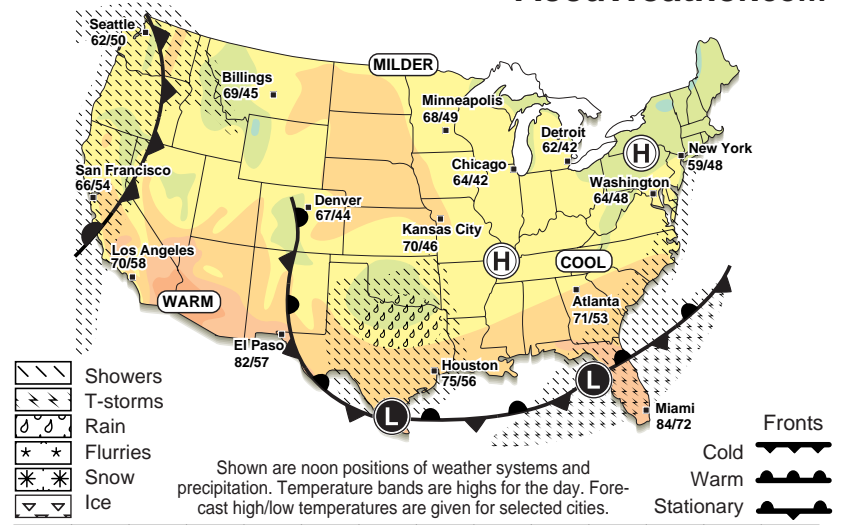 Seattle
62/50
Billings
69/45
MILDER
Minneapolis
68/49
Detroit
62/42
H
New York
59/48
San Francisco
66/54
Chicago
64/42
Washington
64/48
Denver
67/44
Kansas City
70/46
Los Angeles
70/58
H
COOL
WARM
Atlanta
71/53
El Paso
82/57
Houston
75/56
L
L
Miami
84/72
Showers
T-storms
Rain
Flurries
Snow
Ice
Fronts
Cold
Warm
Stationary
Shown are noon positions of weather systems and
precipitation. Temperature bands are highs for the day. Fore-
cast high/low temperatures are given for selected cities.